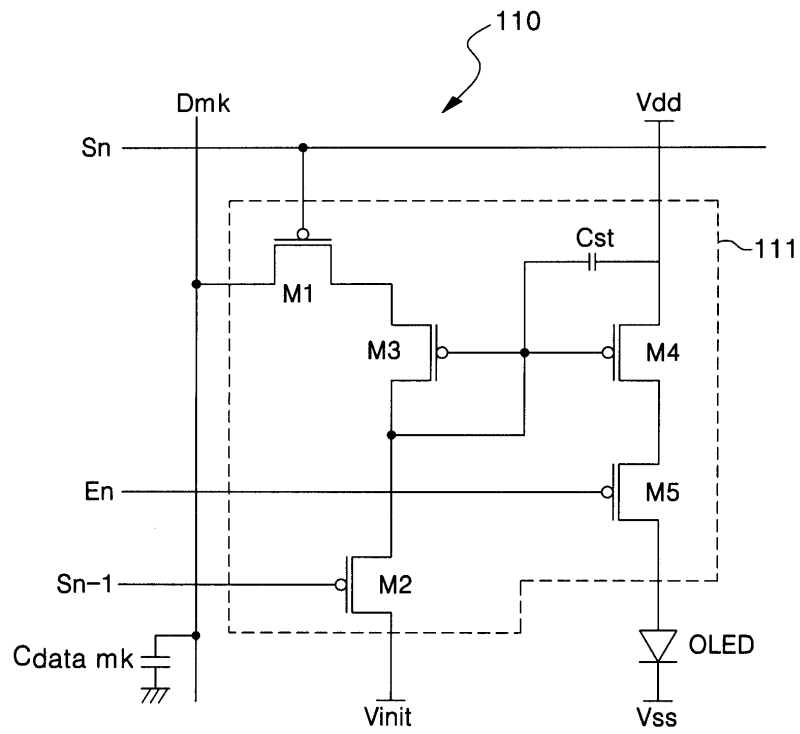 110
Dmk
Vdd
Sn
Cst
111
M1
M3
M4
En
M5
Sn-1
M2
Cdata mk
OLED
Vinit
Vss